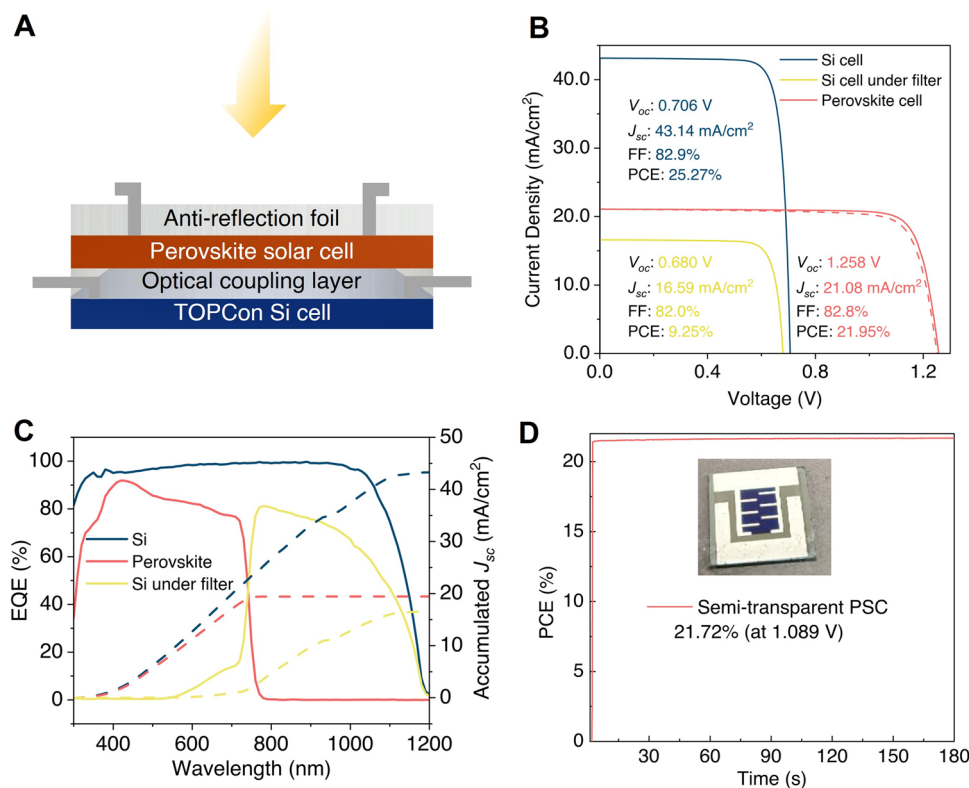 A
Anti-reflection foil
Perovskite solar cell
Optical coupling layer
TOPCon Si cell
B
Si cell
Si cell under filter
Perovskite cell
Voc: 0.706 V
Jsc: 43.14 mA/cm²
FF: 82.9%
PCE: 25.27%
Voc: 0.680 V
Jsc: 16.59 mA/cm²
FF: 82.0%
PCE: 9.25%
Voc: 1.258 V
Jsc: 21.08 mA/cm²
FF: 82.8%
PCE: 21.95%
Current Density (mA/cm²)
40.0
30.0
20.0
10.0
0.0
0.0 0.4 0.8 1.2
Voltage (V)
C
EQE (%)
100
80
60
40
20
0
Si
Perovskite
Si under filter
50
40
30
20
10
0
Accumulated Jsc (mA/cm²)
400 600 800 1000 1200
Wavelength (nm)
D
PCE (%)
20
15
10
5
0
Semi-transparent PSC
21.72% (at 1.089 V)
30 60 90 120 150 180
Time (s)